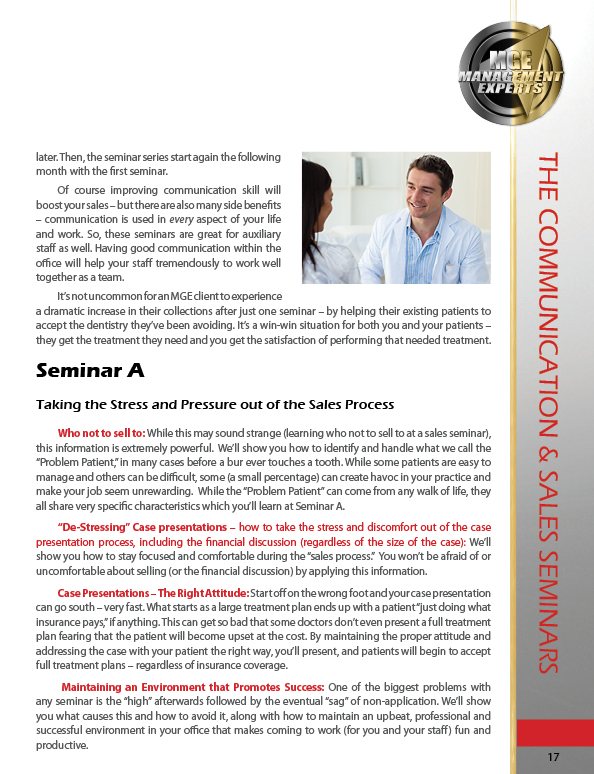 MGE
MANAGEMENT
EXPERTS
later. Then, the seminar series start again the following
month with the first seminar.
Of course improving communication skill will
boost your sales – but there are also many side benefits
– communication is used in every aspect of your life
and work. So, these seminars are great for auxiliary
staff as well. Having good communication within the
office will help your staff tremendously to work well
together as a team.
It's not uncommon for an MGE client to experience
a dramatic increase in their collections after just one seminar – by helping their existing patients to
accept the dentistry they've been avoiding. It's a win-win situation for both you and your patients –
they get the treatment they need and you get the satisfaction of performing that needed treatment.
Seminar A
Taking the Stress and Pressure out of the Sales Process
Who not to sell to: While this may sound strange (learning who not to sell to at a sales seminar),
this information is extremely powerful. We'll show you how to identify and handle what we call the
"Problem Patient," in many cases before a bur ever touches a tooth. While some patients are easy to
manage and others can be difficult, some (a small percentage) can create havoc in your practice and
make your job seem unrewarding. While the "Problem Patient" can come from any walk of life, they
all share very specific characteristics which you'll learn at Seminar A.
"De-Stressing" Case presentations – how to take the stress and discomfort out of the case
presentation process, including the financial discussion (regardless of the size of the case): We'll
show you how to stay focused and comfortable during the "sales process." You won't be afraid of or
uncomfortable about selling (or the financial discussion) by applying this information.
Case Presentations – The Right Attitude: Start off on the wrong foot and your case presentation
can go south – very fast. What starts as a large treatment plan ends up with a patient "just doing what
insurance pays," if anything. This can get so bad that some doctors don't even present a full treatment
plan fearing that the patient will become upset at the cost. By maintaining the proper attitude and
addressing the case with your patient the right way, you'll present, and patients will begin to accept
full treatment plans – regardless of insurance coverage.
Maintaining an Environment that Promotes Success: One of the biggest problems with
any seminar is the "high" afterwards followed by the eventual "sag" of non-application. We'll show
you what causes this and how to avoid it, along with how to maintain an upbeat, professional and
successful environment in your office that makes coming to work (for you and your staff) fun and
productive.
THE COMMUNICATION & SALES SEMINARS
17